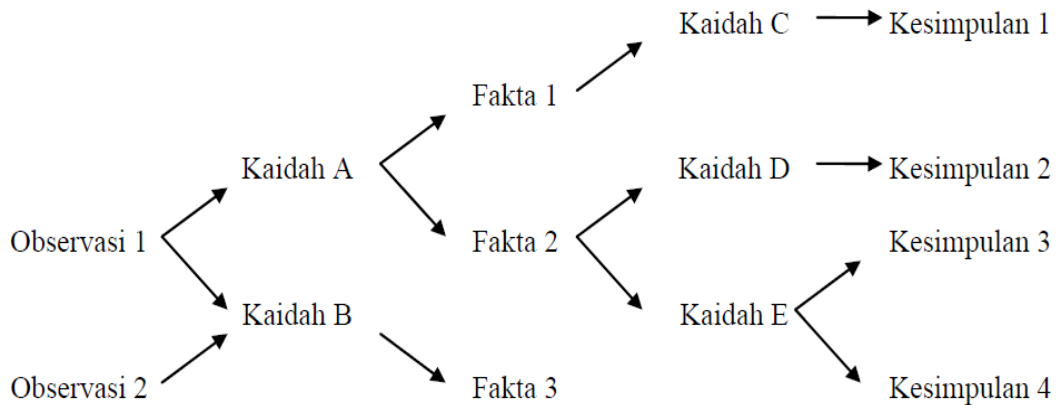 Kaidah C
Kesimpulan 1
Fakta 1
Kaidah A
Kaidah D
Kesimpulan 2
Observasi 1
Fakta 2
Kesimpulan 3
Kaidah B
Kaidah E
Observasi 2
Fakta 3
Kesimpulan 4